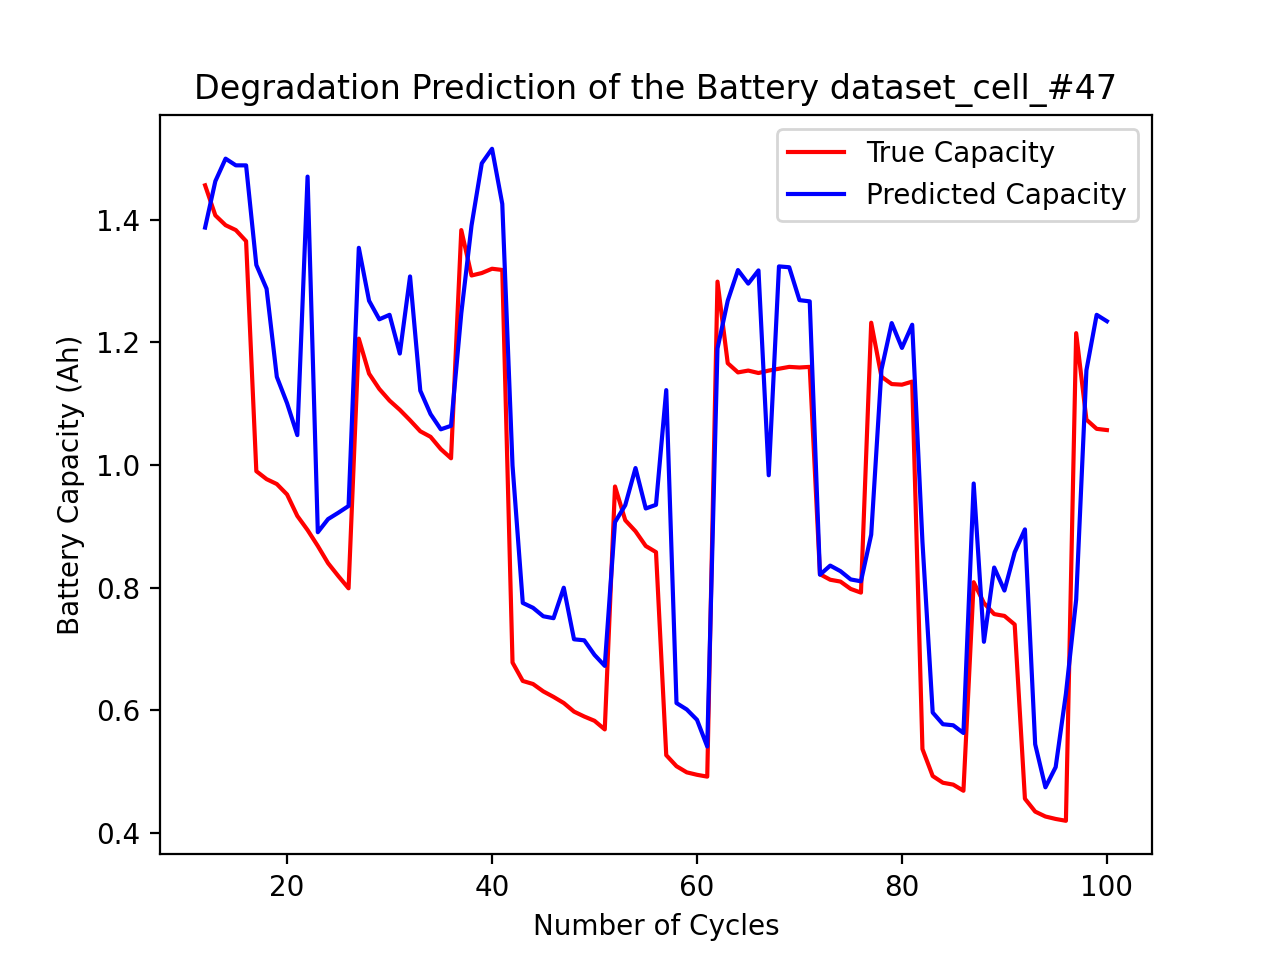 Degradation Prediction of the Battery dataset_cell_#47
True Capacity
Predicted Capacity
Battery Capacity (Ah)
1.4
1.2
1.0
0.8
0.6
0.4
20 40 60 80 100
Number of Cycles